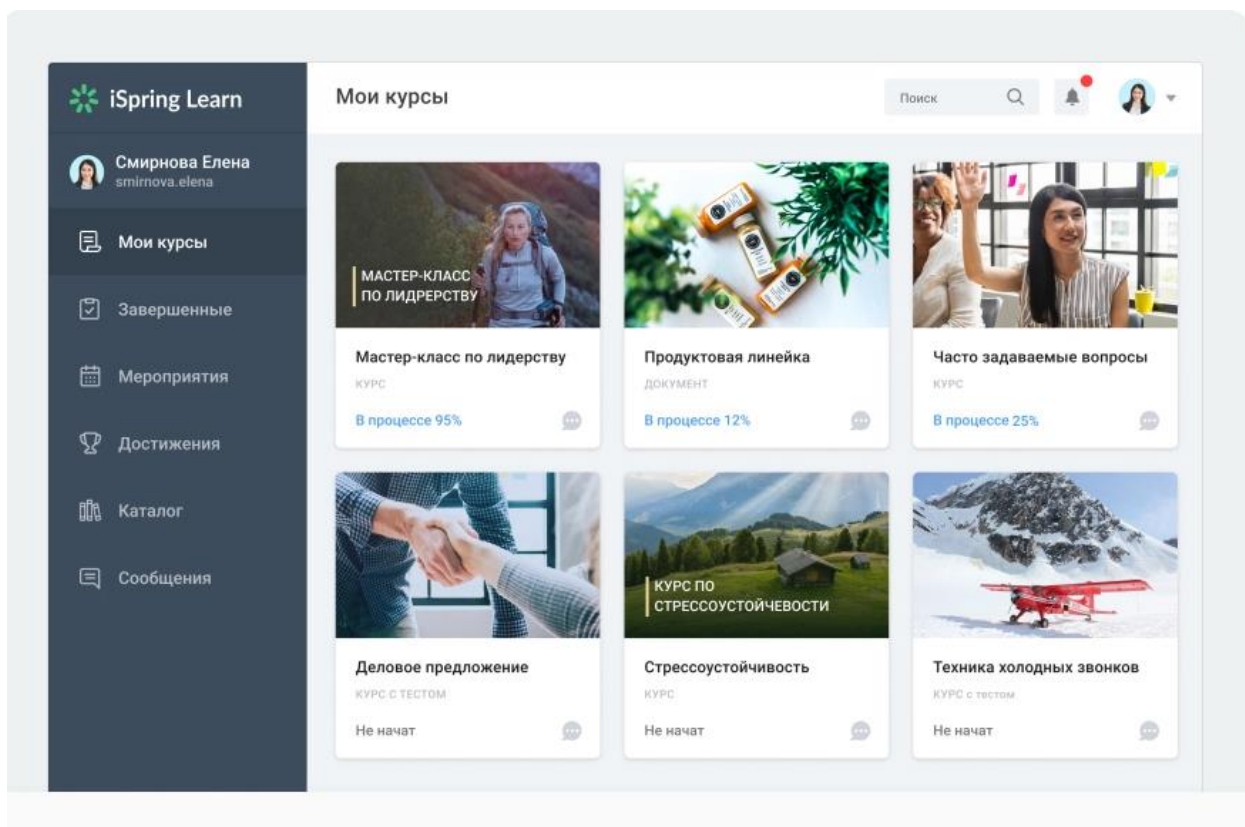 iSpring Learn
Смирнова Елена
smirnova.elena
Мои курсы
Завершенные
Мероприятия
Достижения
Каталог
Сообщения
Мои курсы
Поиск
МАСТЕР-КЛАСС
ПО ЛИДРЕРСТВУ
Мастер-класс по лидерству
КУРС
В процессе 95%
Продуктовая линейка
ДОКУМЕНТ
В процессе 12%
Часто задаваемые вопросы
КУРС
В процессе 25%
Деловое предложение
КУРС С ТЕСТОМ
Не начат
КУРС ПО
СТРЕССОУСТОЙЧЕВОСТИ
Стрессоустойчивость
КУРС
Не начат
Техника холодных звонков
КУРС с тестом
Не начат